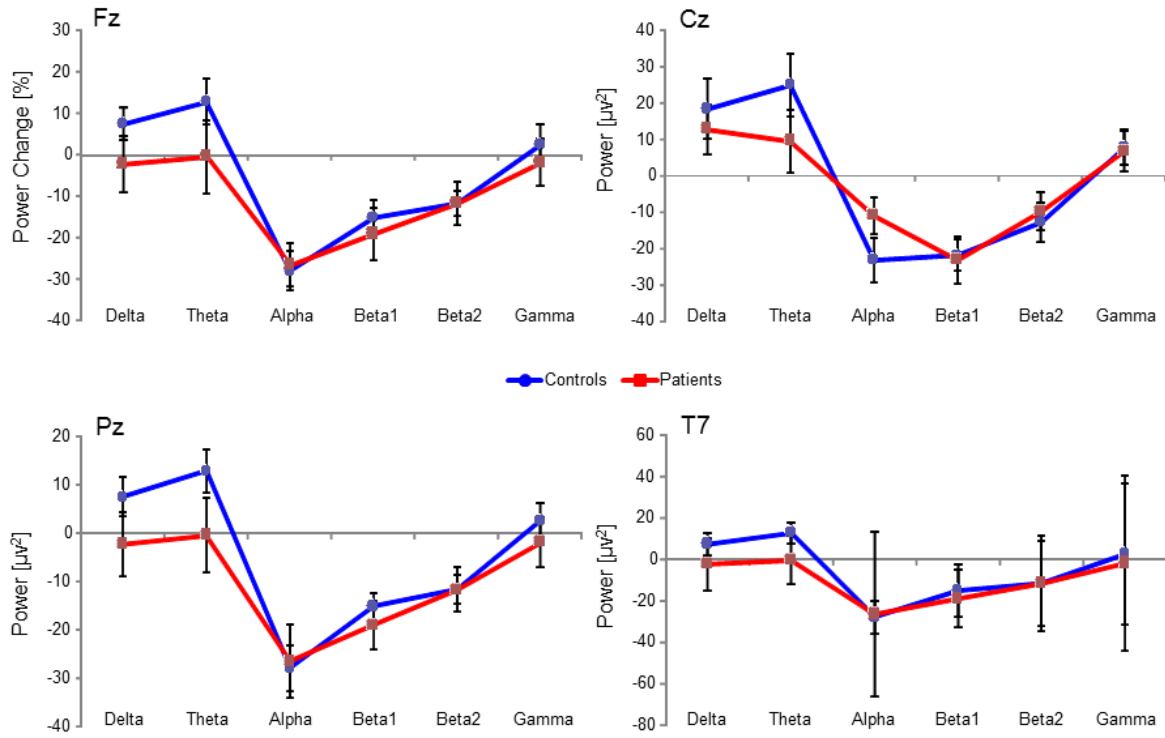 Fz
Power Change [%]
30
20
10
0
-10
-20
-30
-40
Delta Theta Alpha Beta1 Beta2 Gamma
Cz
Power [µv²]
40
30
20
10
0
-10
-20
-30
-40
Delta Theta Alpha Beta1 Beta2 Gamma
Controls Patients
Pz
Power [µv²]
20
10
0
-10
-20
-30
-40
Delta Theta Alpha Beta1 Beta2 Gamma
T7
Power [µv²]
60
40
20
0
-20
-40
-60
-80
Delta Theta Alpha Beta1 Beta2 Gamma